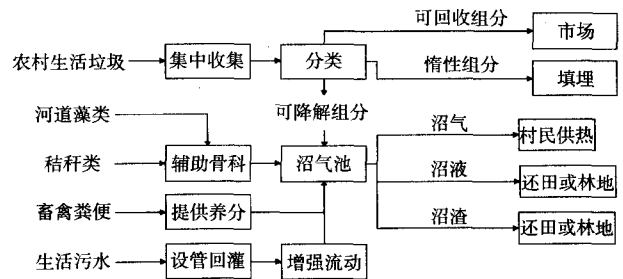 可回收组分
市场
农村生活垃圾
集中收集
分类
惰性组分
填埋
河道藻类
可降解组分
沼气
村民供热
秸秆类
辅助骨科
沼气池
沼液
还田或林地
畜禽粪便
提供养分
沼渣
还田或林地
生活污水
设管回灌
增强流动